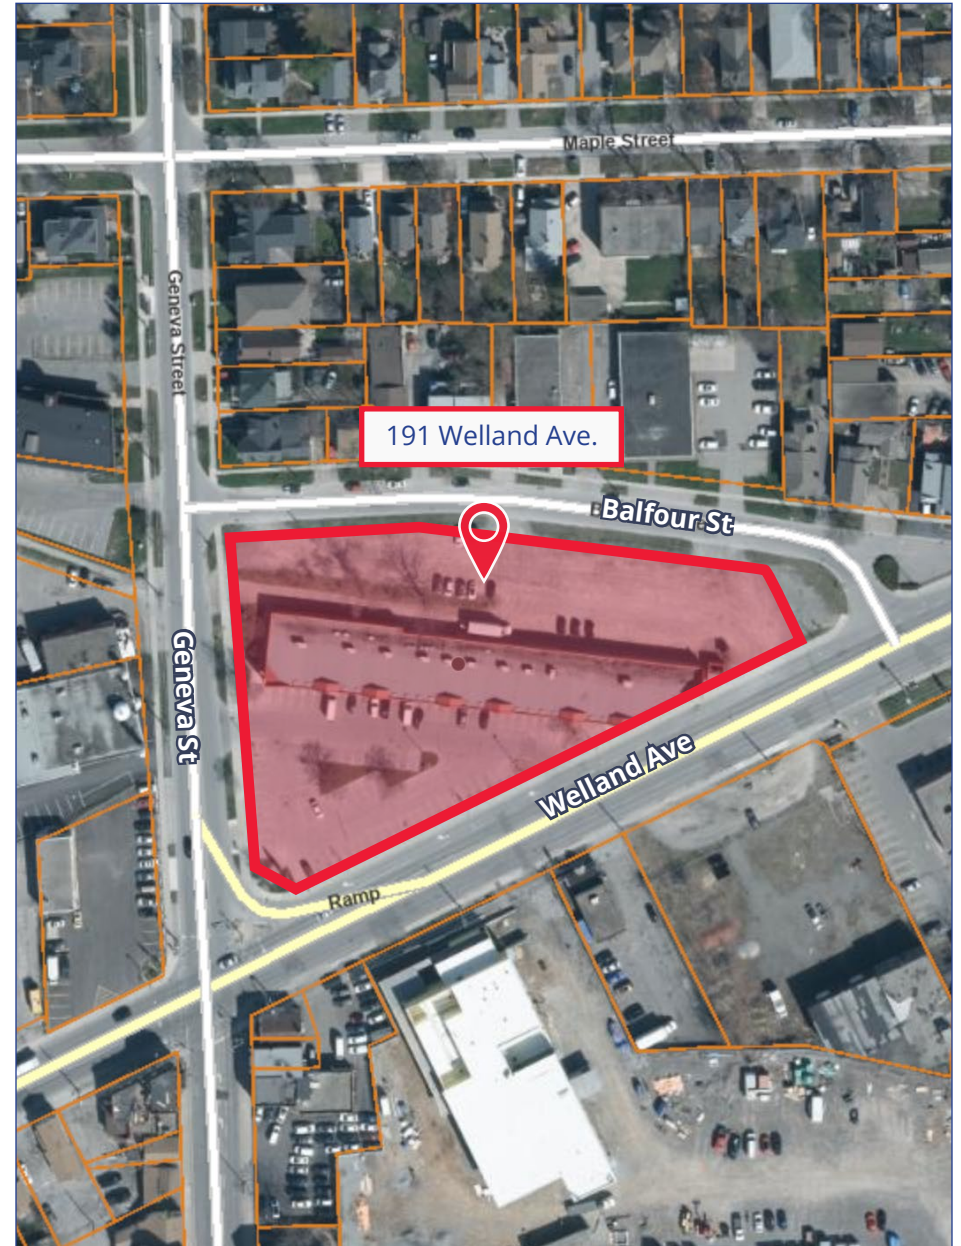 Maple Street
Geneva Street
191 Welland Ave.
Balfour St
Geneva St
Welland Ave
Ramp